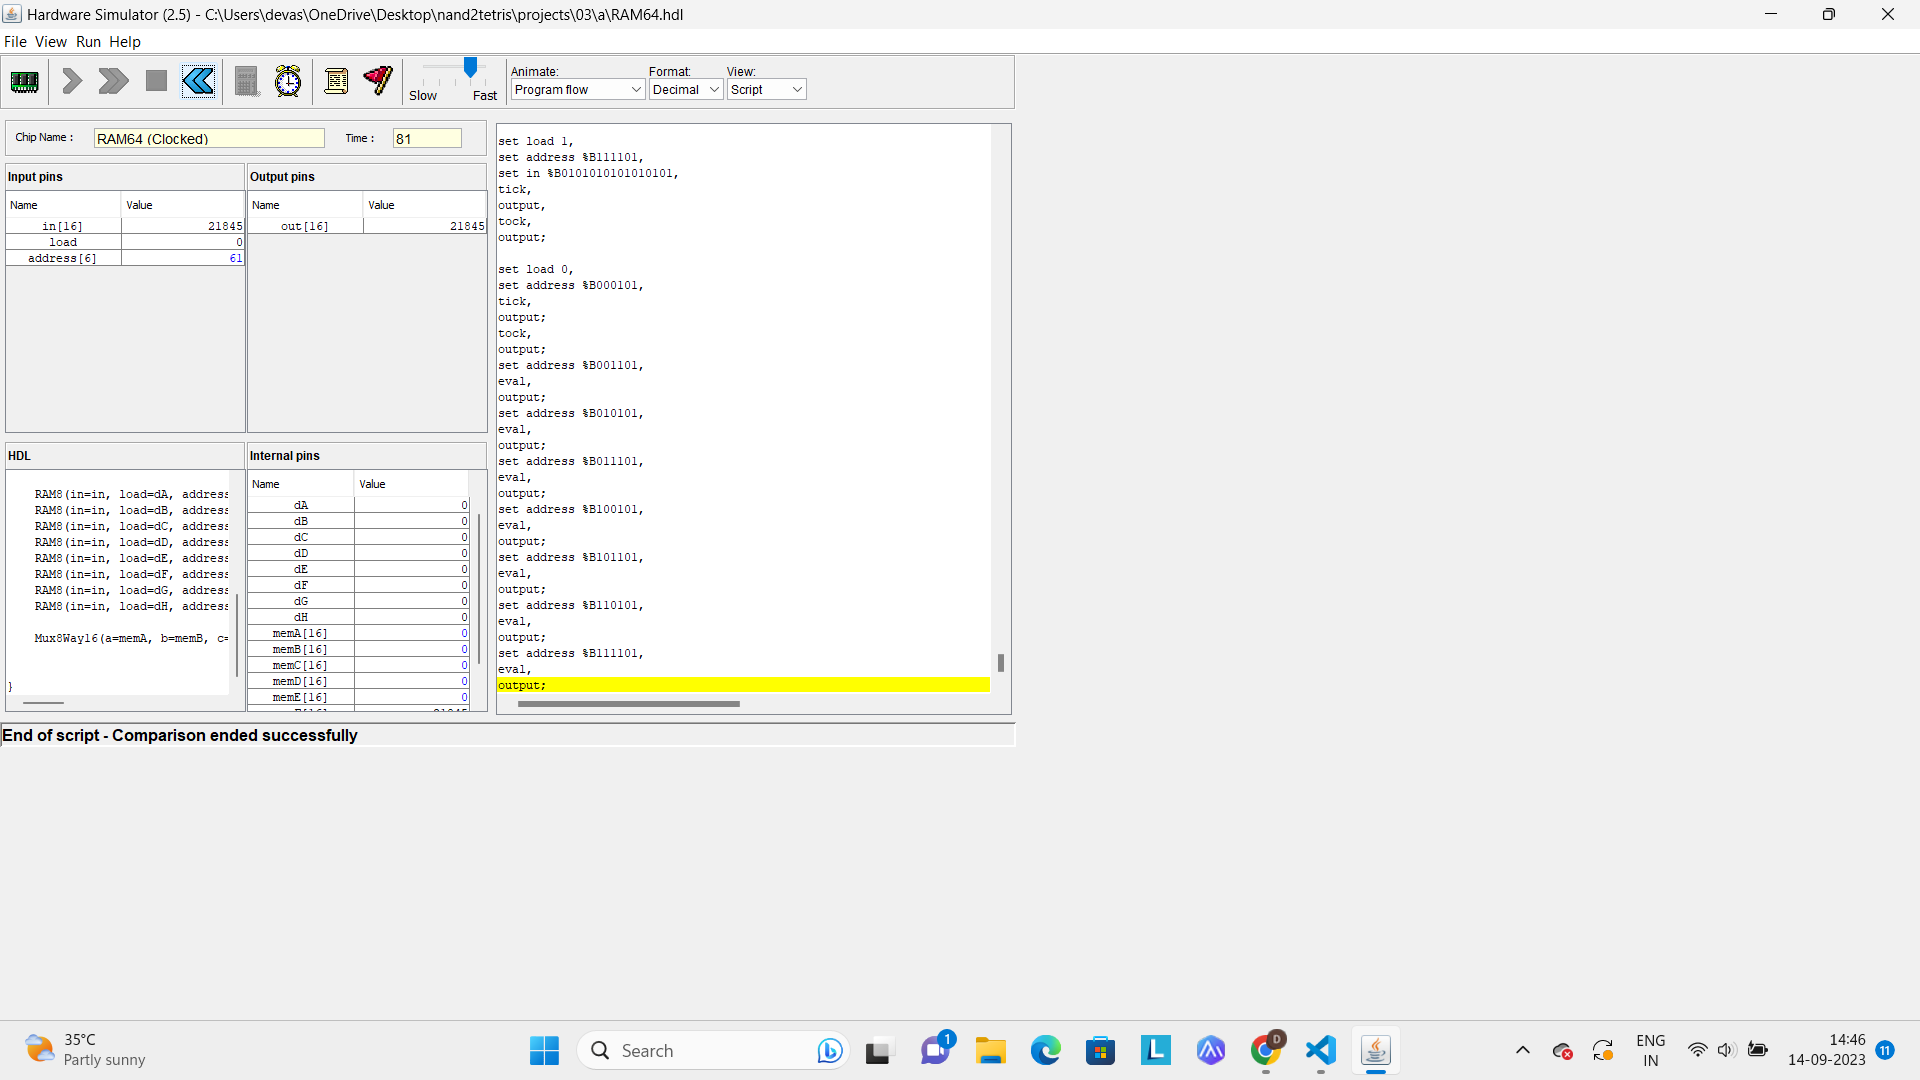 Hardware Simulator (2.5) - C:\Users\devas\OneDrive\Desktop\nand2tetris\projects\03\a\RAM64.hdl
File View Run Help
Slow Fast
Animate:
Program flow
Format:
Decimal
View:
Script
Chip Name :
RAM64 (Clocked)
Time :
81
Input pins
Name Value
in[16] 21845
load 0
address[6] 61
Output pins
Name Value
out[16] 21845
HDL
RAM8(in=in, load=dA, address
RAM8(in=in, load=dB, address
RAM8(in=in, load=dC, address
RAM8(in=in, load=dD, address
RAM8(in=in, load=dE, address
RAM8(in=in, load=dF, address
RAM8(in=in, load=dG, address
RAM8(in=in, load=dH, address
Mux8Way16(a=memA, b=memB, c=
}
Internal pins
Name Value
dA 0
dB 0
dC 0
dD 0
dE 0
dF 0
dG 0
dH 0
memA[16] 0
memB[16] 0
memC[16] 0
memD[16] 0
memE[16] 0
set load 1,
set address %B111101,
set in %B0101010101010101,
tick,
output,
tock,
output;
set load 0,
set address %B000101,
tick,
output;
tock,
output;
set address %B001101,
eval,
output;
set address %B010101,
eval,
output;
set address %B011101,
eval,
output;
set address %B100101,
eval,
output;
set address %B101101,
eval,
output;
set address %B110101,
eval,
output;
set address %B111101,
eval,
output;
End of script - Comparison ended successfully
35°C
Partly sunny
Search
1
L
D
ENG
IN
14:46
14-09-2023
11